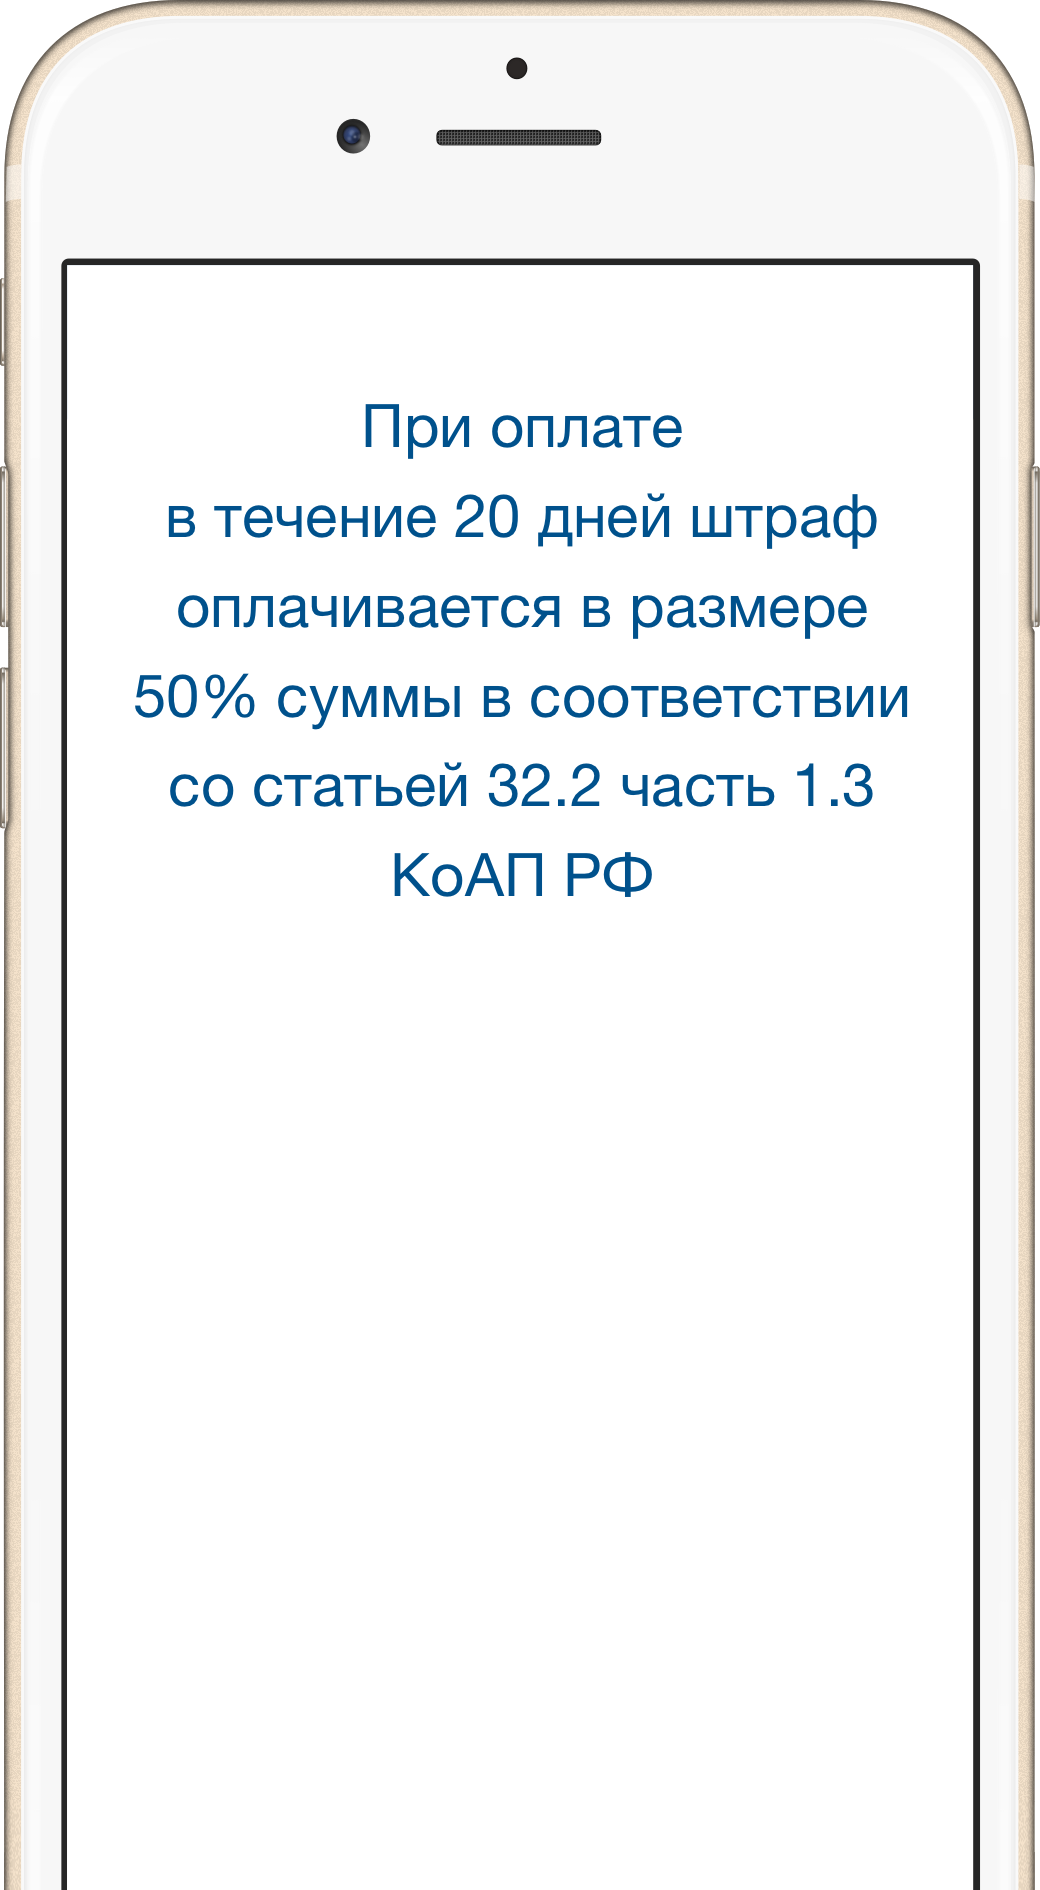 При оплате
в течение 20 дней штраф
оплачивается в размере
50% суммы в соответствии
со статьей 32.2 часть 1.3
КоАП РФ